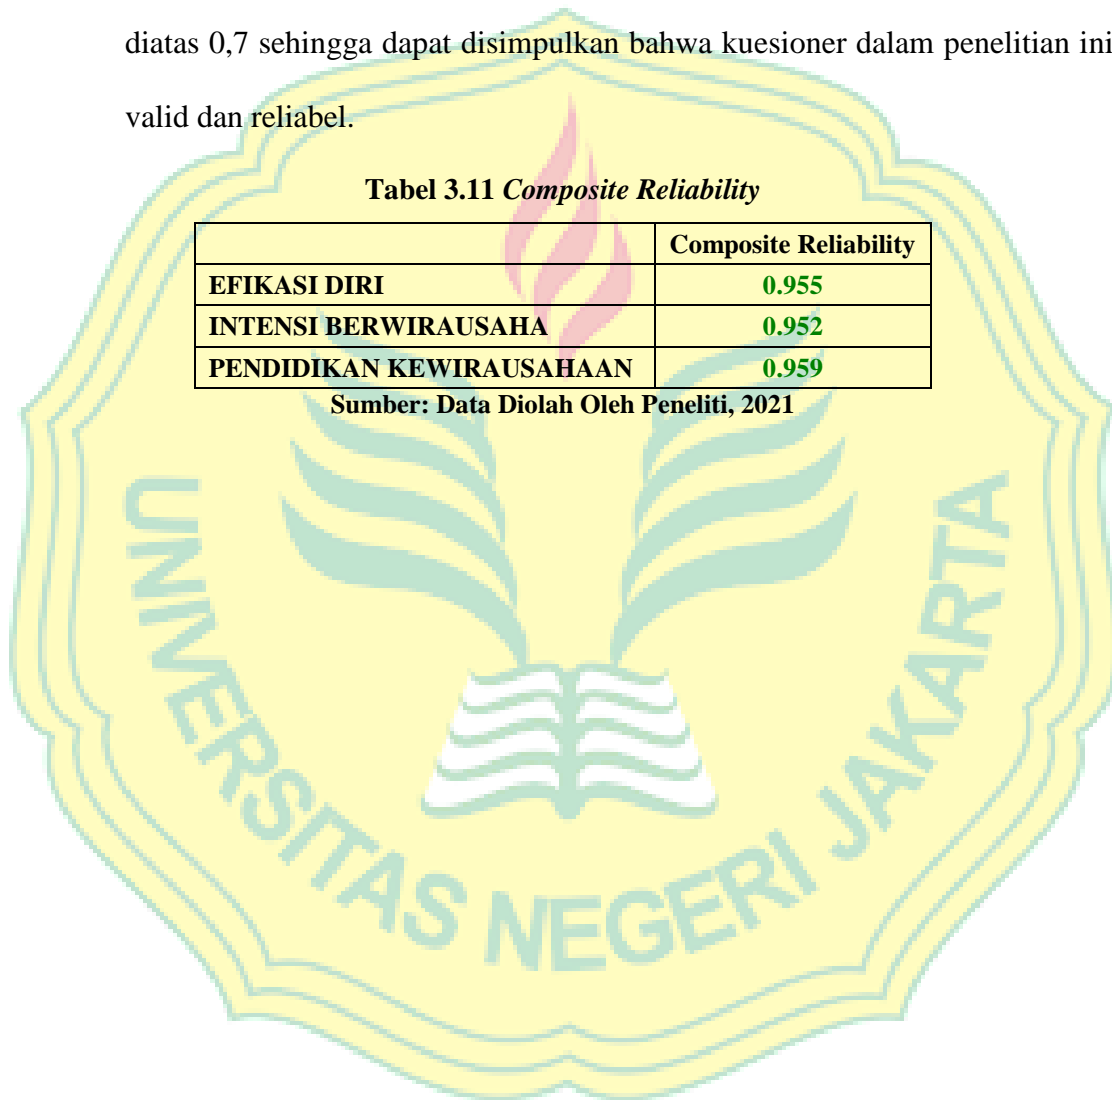 diatas 0,7 sehingga dapat disimpulkan bahwa kuesioner dalam penelitian ini
valid dan reliabel.
Tabel 3.11 Composite Reliability
Composite Reliability
EFIKASI DIRI 0.955
INTENSI BERWIRAUSAHA 0.952
PENDIDIKAN KEWIRAUSAHAAN 0.959
Sumber: Data Diolah Oleh Peneliti, 2021
UNIVERSITAS NEGERI JAKARTA